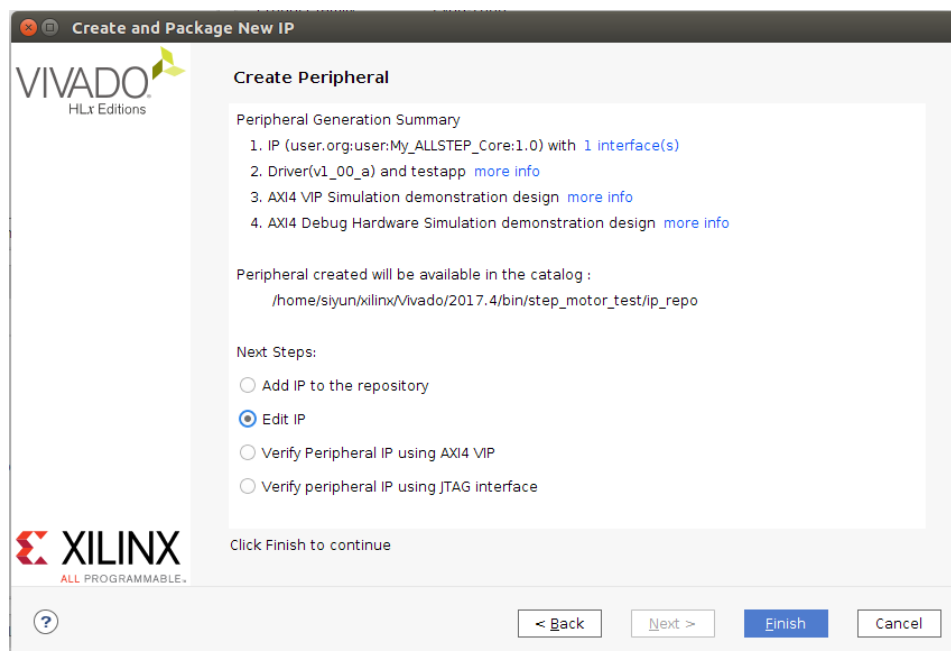 Create and Package New IP
VIVADO
HLx Editions
Create Peripheral
Peripheral Generation Summary
1. IP (user.org:user:My_ALLSTEP_Core:1.0) with 1 interface(s)
2. Driver(v1_00_a) and testapp more info
3. AXI4 VIP Simulation demonstration design more info
4. AXI4 Debug Hardware Simulation demonstration design more info
Peripheral created will be available in the catalog :
/home/siyun/xilinx/Vivado/2017.4/bin/step_motor_test/ip_repo
Next Steps:
Add IP to the repository
Edit IP
Verify Peripheral IP using AXI4 VIP
Verify peripheral IP using JTAG interface
Click Finish to continue
XILINX
ALL PROGRAMMABLE
?
< Back
Next >
Finish
Cancel